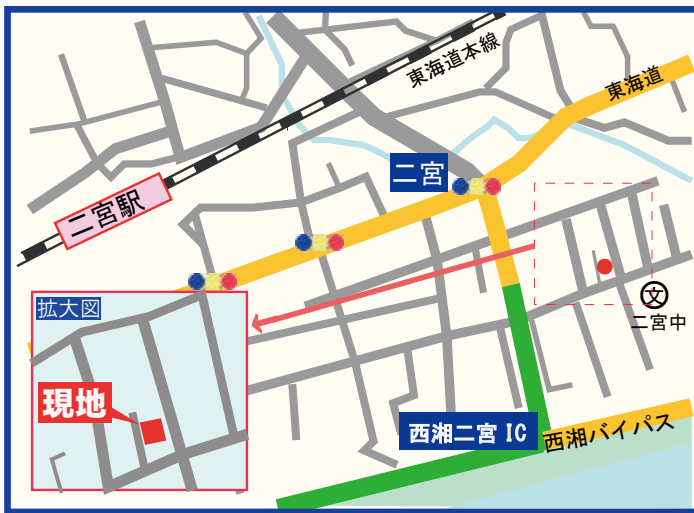 東海道本線
東海道
二宮
二宮駅
文
二宮中
拡大図
現地
西湘二宮 IC
西湘バイパス